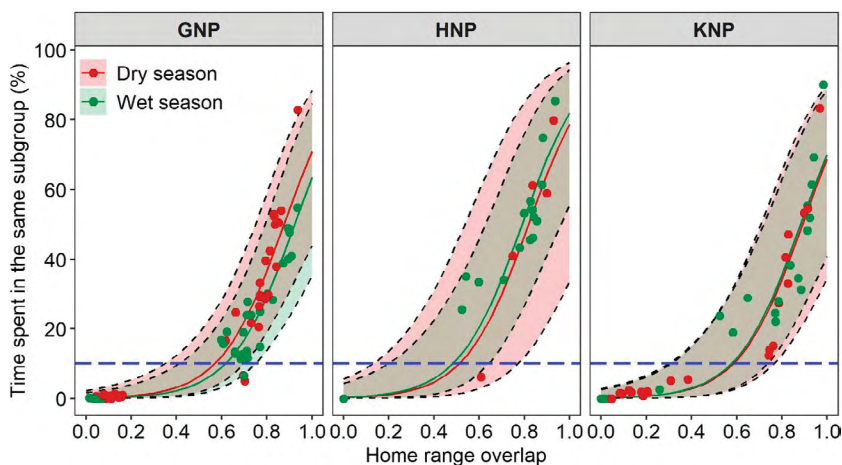 GNP
HNP
KNP
Time spent in the same subgroup (%)
100
80
60
40
20
0
Dry season
Wet season
0.0 0.2 0.4 0.6 0.8 1.0
0.0 0.2 0.4 0.6 0.8 1.0
0.0 0.2 0.4 0.6 0.8 1.0
Home range overlap